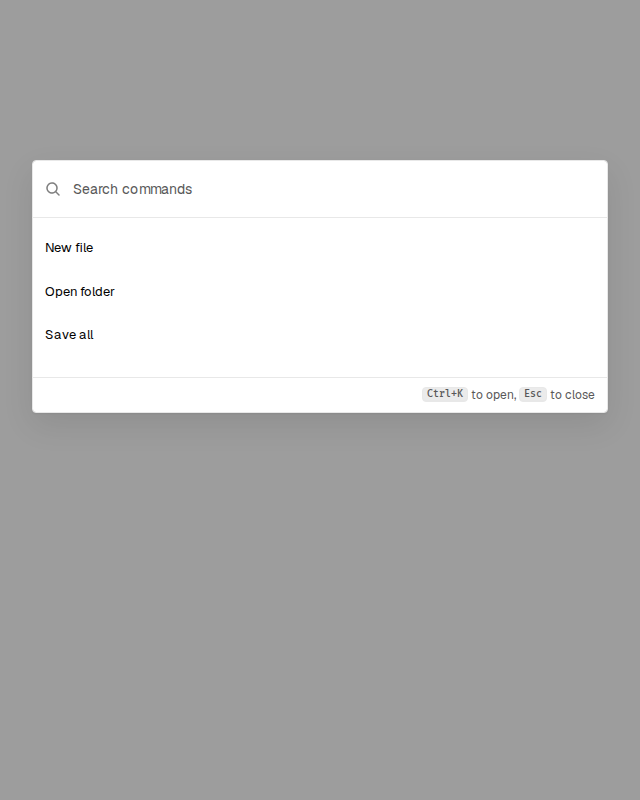 Search commands
New file
Open folder
Save all
Ctrl+K to open, Esc to close